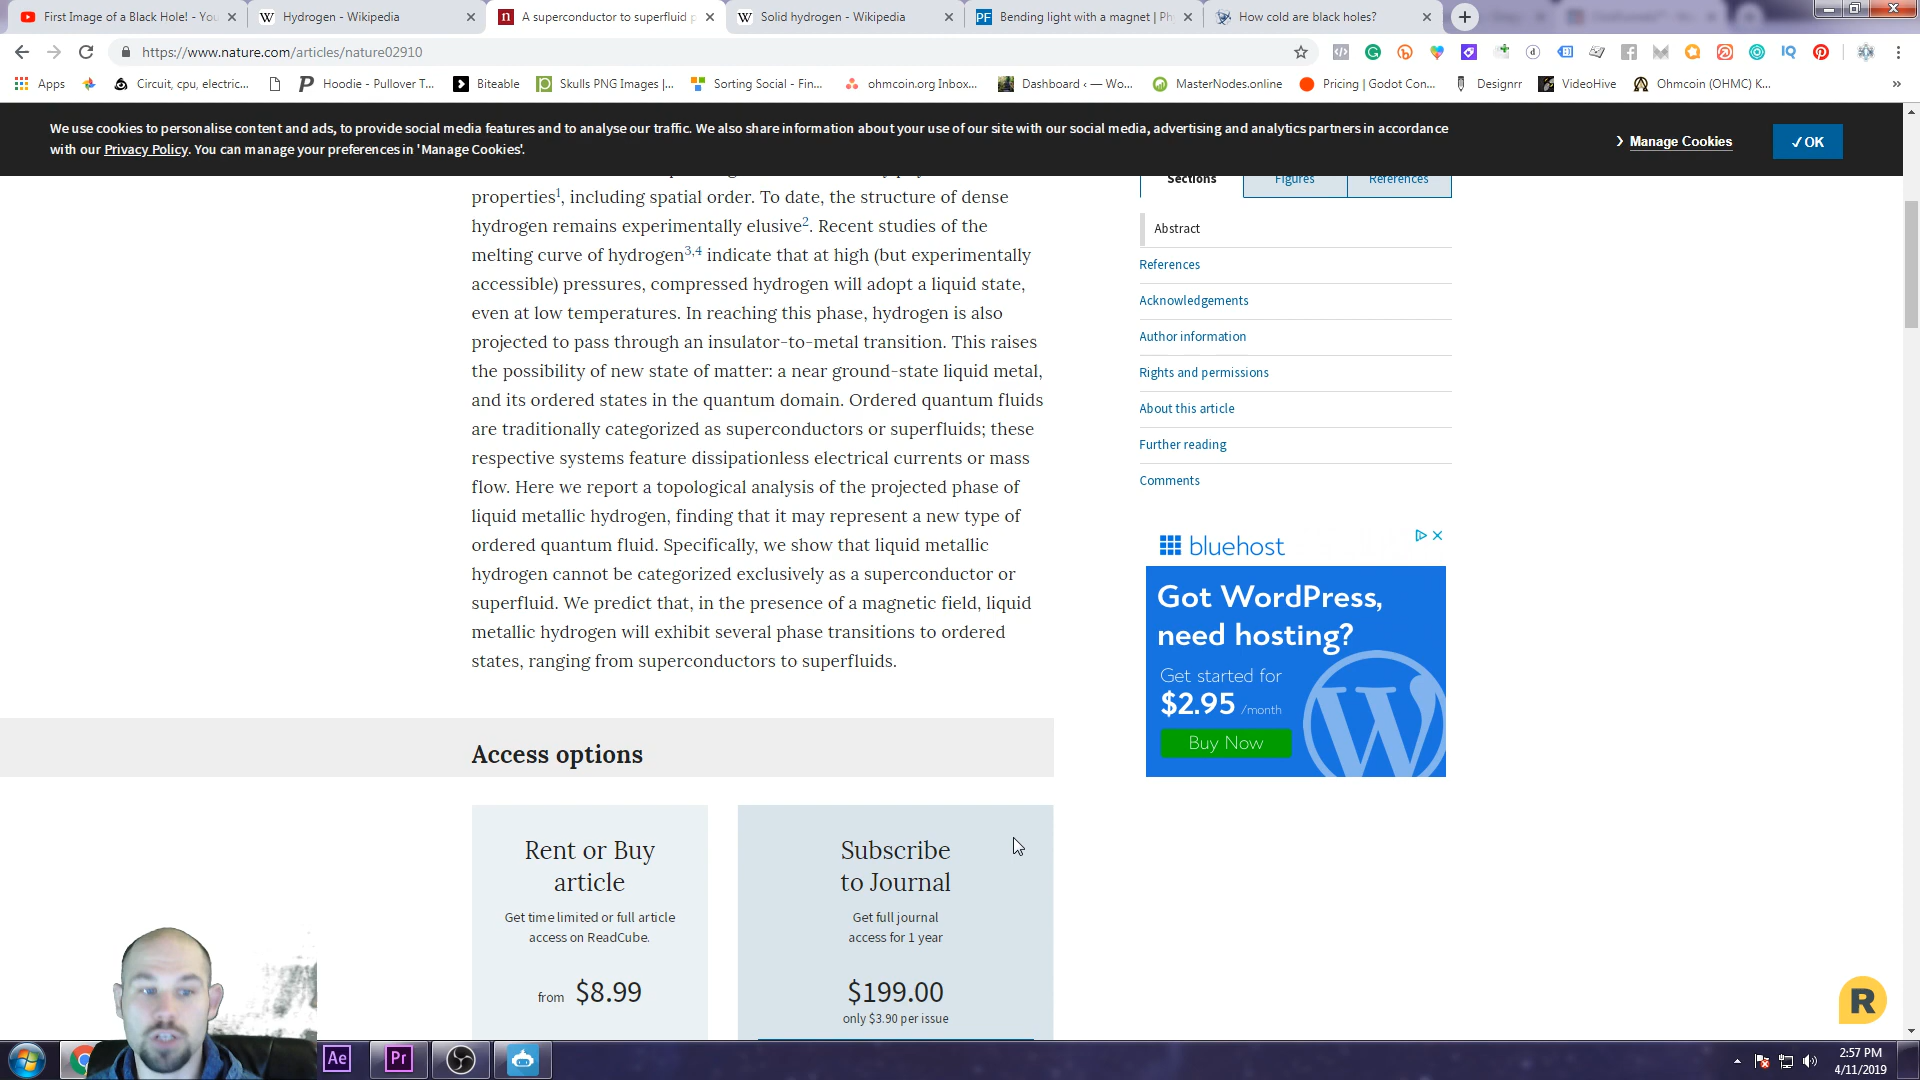 First Image of a Black Hole! - You
Hydrogen - Wikipedia
A superconductor to superfluid p
Solid hydrogen - Wikipedia
Bending light with a magnet | Ph
How cold are black holes?
https://www.nature.com/articles/nature02910
Apps
Circuit, cpu, electric...
Hoodie - Pullover T...
Biteable
Skulls PNG Images |...
Sorting Social - Fin...
ohmcoin.org Inbox...
Dashboard ‹ — Wo...
MasterNodes.online
Pricing | Godot Con...
Designrr
VideoHive
Ohmcoin (OHMC) K...
We use cookies to personalise content and ads, to provide social media features and to analyse our traffic. We also share information about your use of our site with our social media, advertising and analytics partners in accordance
with our Privacy Policy. You can manage your preferences in 'Manage Cookies'.
Manage Cookies
✓OK
properties1, including spatial order. To date, the structure of dense
hydrogen remains experimentally elusive2. Recent studies of the
melting curve of hydrogen3,4 indicate that at high (but experimentally
accessible) pressures, compressed hydrogen will adopt a liquid state,
even at low temperatures. In reaching this phase, hydrogen is also
projected to pass through an insulator-to-metal transition. This raises
the possibility of new state of matter: a near ground-state liquid metal,
and its ordered states in the quantum domain. Ordered quantum fluids
are traditionally categorized as superconductors or superfluids; these
respective systems feature dissipationless electrical currents or mass
flow. Here we report a topological analysis of the projected phase of
liquid metallic hydrogen, finding that it may represent a new type of
ordered quantum fluid. Specifically, we show that liquid metallic
hydrogen cannot be categorized exclusively as a superconductor or
superfluid. We predict that, in the presence of a magnetic field, liquid
metallic hydrogen will exhibit several phase transitions to ordered
states, ranging from superconductors to superfluids.
Access options
Rent or Buy
article
Get time limited or full article
access on ReadCube.
from $8.99
Subscribe
to Journal
Get full journal
access for 1 year
$199.00
only $3.90 per issue
Sections
Figures
References
Abstract
References
Acknowledgements
Author information
Rights and permissions
About this article
Further reading
Comments
bluehost
Got WordPress,
need hosting?
Get started for
$2.95 /month
Buy Now
R
Ae
Pr
2:57 PM
4/11/2019